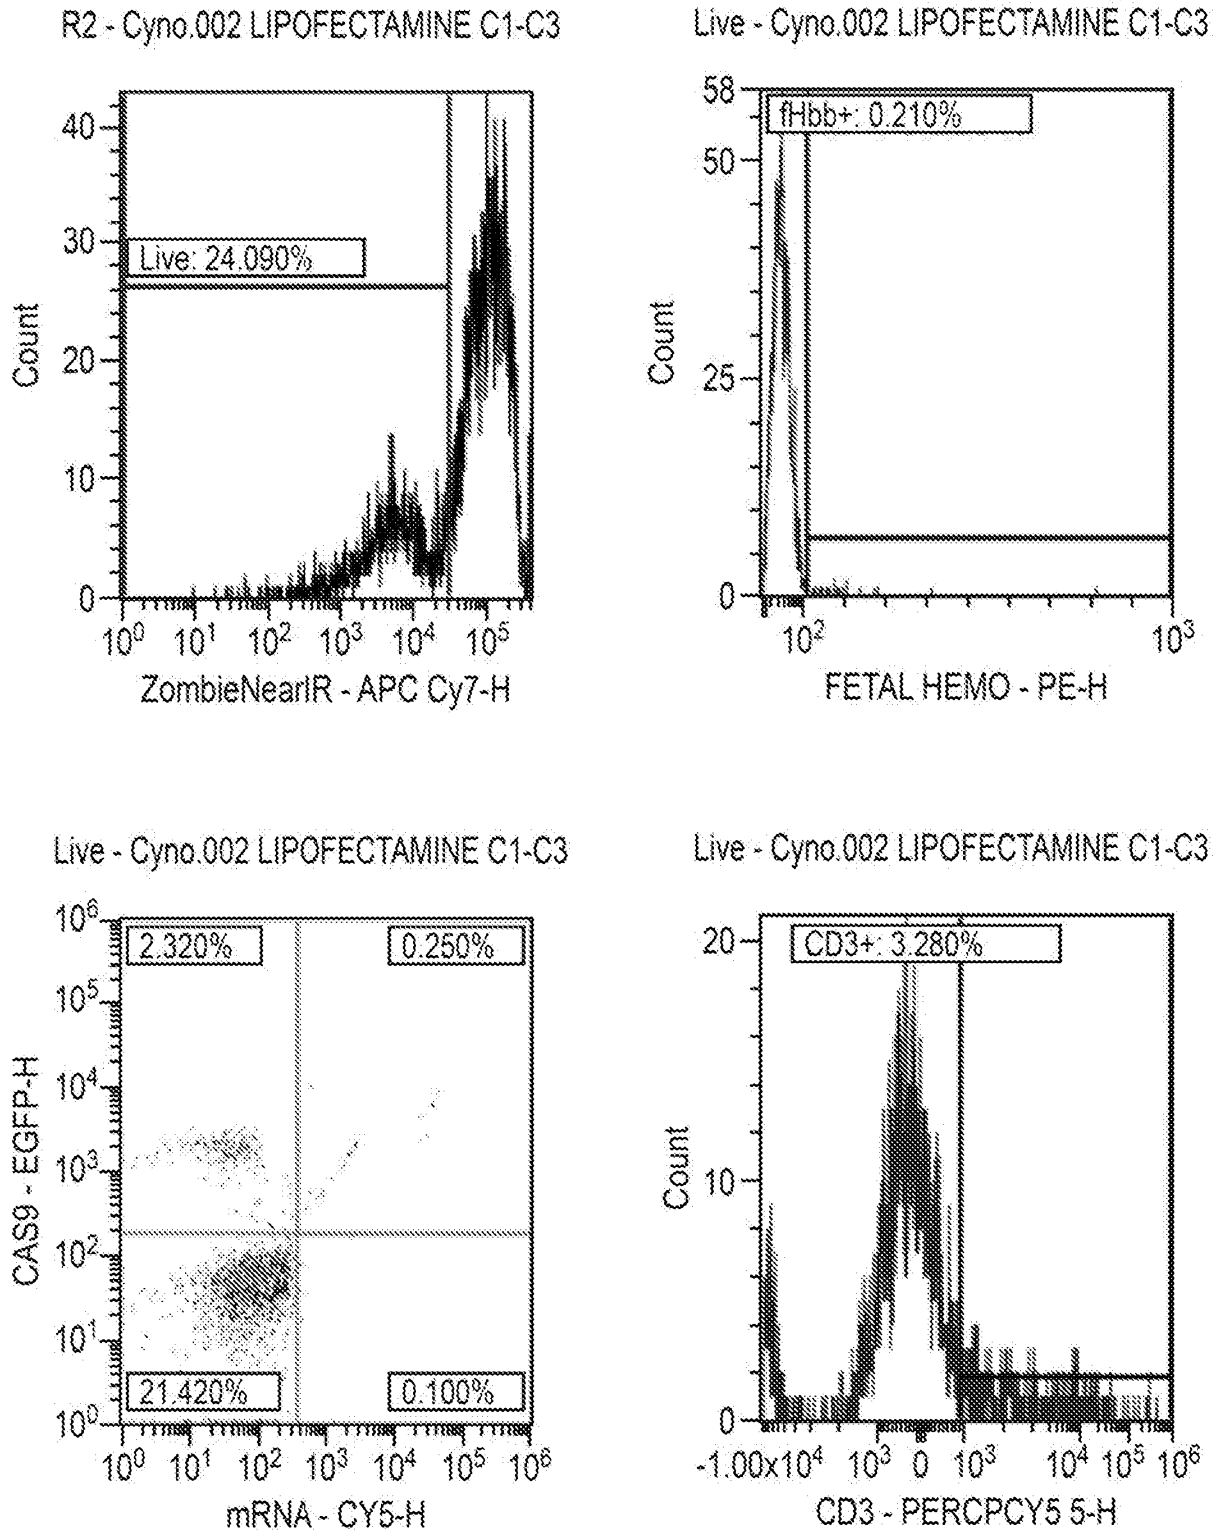 R2 - Cyno.002 LIPOFECTAMINE C1-C3
40
30
20
10
0
Live: 24.090%
Count
10^0 10^1 10^2 10^3 10^4 10^5
ZombieNearIR - APC Cy7-H
Live - Cyno.002 LIPOFECTAMINE C1-C3
58
50
25
0
fHbb+: 0.210%
Count
10^2 10^3
FETAL HEMO - PE-H
Live - Cyno.002 LIPOFECTAMINE C1-C3
10^6
10^5
10^4
10^3
10^2
10^1
10^0
2.320% 0.250%
21.420% 0.100%
CAS9 - EGFP-H
10^0 10^1 10^2 10^3 10^4 10^5 10^6
mRNA - CY5-H
Live - Cyno.002 LIPOFECTAMINE C1-C3
20
10
0
CD3+: 3.280%
Count
-1.00x10^4 10^3 0 10^3 10^4 10^5 10^6
CD3 - PERCPCY5 5-H